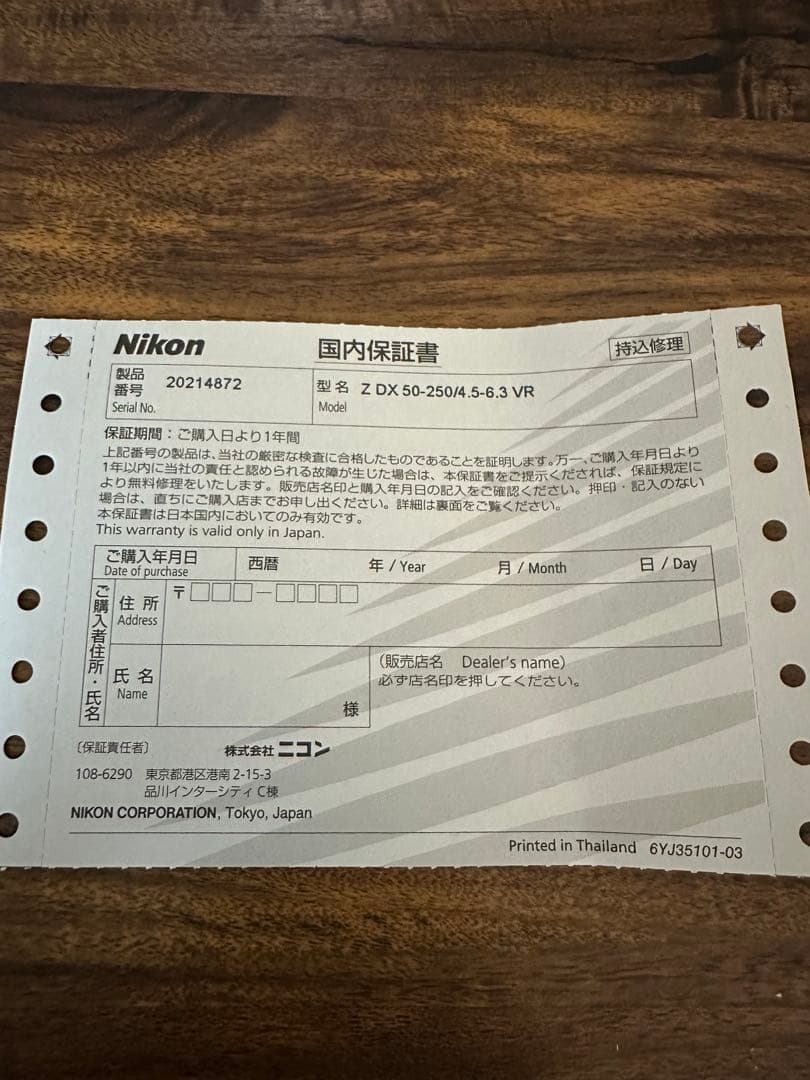 Nikon
国内保証書
持込修理
製品番号 20214872
Serial No.
型名 Z DX 50-250/4.5-6.3 VR
Model
保証期間：ご購入日より1年間
上記番号の製品は、当社の厳密な検査に合格したものであることを証明します。万一、ご購入年月日より
1年以内に当社の責任と認められる故障が生じた場合は、本保証書をご提示くだされば、保証規定に
より無料修理をいたします。販売店名印と購入年月日の記入をご確認ください。押印・記入のない
場合は、直ちにご購入店までお申し出ください。詳細は裏面をご覧ください。
本保証書は日本国内においてのみ有効です。
This warranty is valid only in Japan.
ご購入年月日 西暦 年 / Year 月 / Month 日 / Day
Date of purchase
ご購入者住所・氏名
住所 〒□□□－□□□□
Address
氏名
Name
様
（販売店名 Dealer's name）
必ず店名印を押してください。
〔保証責任者〕 株式会社 ニコン
108-6290 東京都港区港南 2-15-3
品川インターシティ C棟
NIKON CORPORATION, Tokyo, Japan
Printed in Thailand 6YJ35101-03